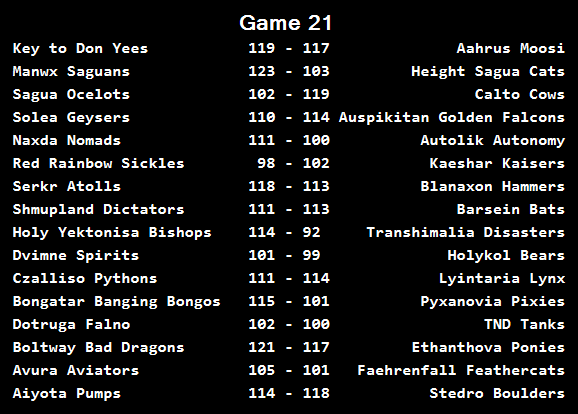 Game 21
Key to Don Yees 119 - 117 Aahrus Moosi
Manwx Saguans 123 - 103 Height Sagua Cats
Sagua Ocelots 102 - 119 Calto Cows
Solea Geysers 110 - 114 Auspikitan Golden Falcons
Naxda Nomads 111 - 100 Autolik Autonomy
Red Rainbow Sickles 98 - 102 Kaeshar Kaisers
Serkr Atolls 118 - 113 Blanaxon Hammers
Shmupland Dictators 111 - 113 Barsein Bats
Holy Yektonisa Bishops 114 - 92 Transhimalia Disasters
Dvimne Spirits 101 - 99 Holykol Bears
Czalliso Pythons 111 - 114 Lyintaria Lynx
Bongatar Banging Bongos 115 - 101 Pyxanovia Pixies
Dotruga Falno 102 - 100 TND Tanks
Boltway Bad Dragons 121 - 117 Ethanthova Ponies
Avura Aviators 105 - 101 Faehrenfall Feathercats
Aiyota Pumps 114 - 118 Stedro Boulders